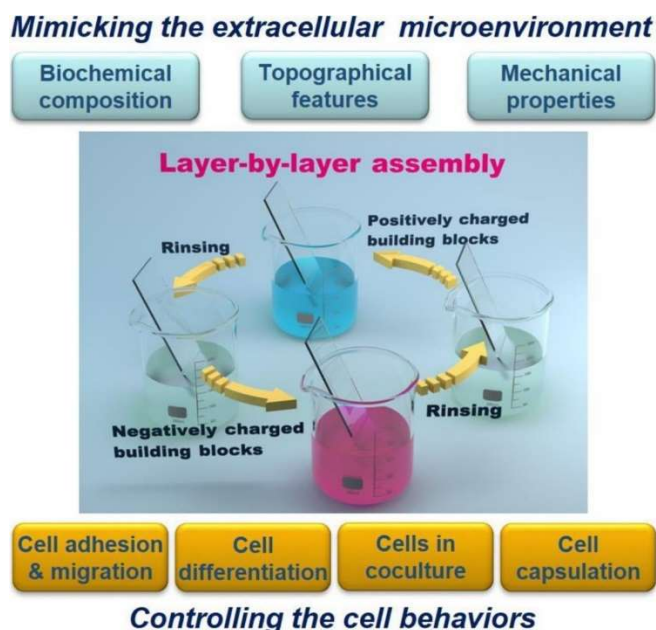 Mimicking the extracellular microenvironment
Biochemical
composition
Topographical
features
Mechanical
properties
Layer-by-layer assembly
Rinsing
Positively charged
building blocks
Negatively charged
building blocks
Rinsing
Cell adhesion
& migration
Cell
differentiation
Cells in
coculture
Cell
capsulation
Controlling the cell behaviors